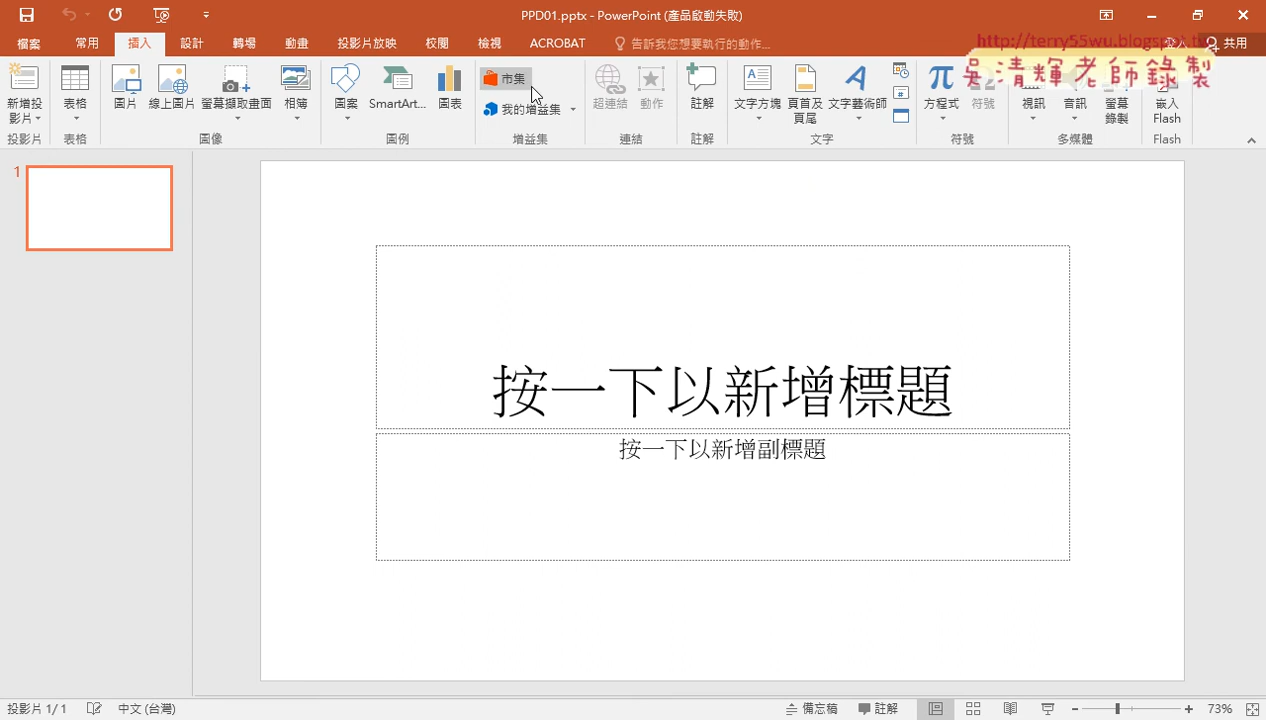 PPD01.pptx - PowerPoint (產品啟動失敗)
檔案 常用 插入 設計 轉場 動畫 投影片放映 校閱 檢視 ACROBAT 告訴我您想要執行的動作... 共用
http://terry55wu.blogspot.tw
吳清輝老師錄製
新增投影片 表格 圖片 線上圖片 螢幕擷取畫面 相簿 圖案 SmartArt... 圖表 市集 超連結 動作 註解 文字方塊 頁首及頁尾 文字藝術師 方程式 符號 視訊 音訊 螢幕錄製 嵌入 Flash
我的增益集
投影片 表格 圖像 圖例 增益集 連結 註解 文字 符號 多媒體 Flash
1
按一下以新增標題
按一下以新增副標題
投影片 1/1 中文 (台灣) 備忘稿 註解 73%